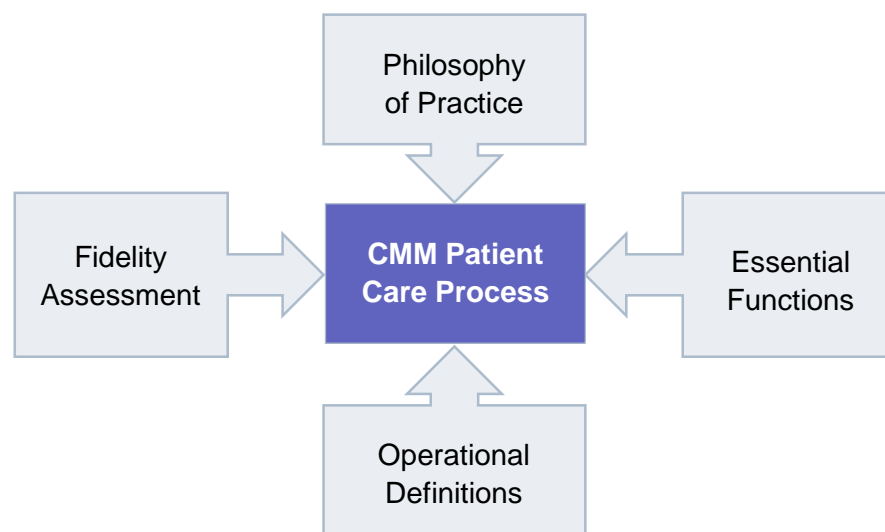 Philosophy
of Practice
Fidelity
Assessment
CMM Patient
Care Process
Essential
Functions
Operational
Definitions